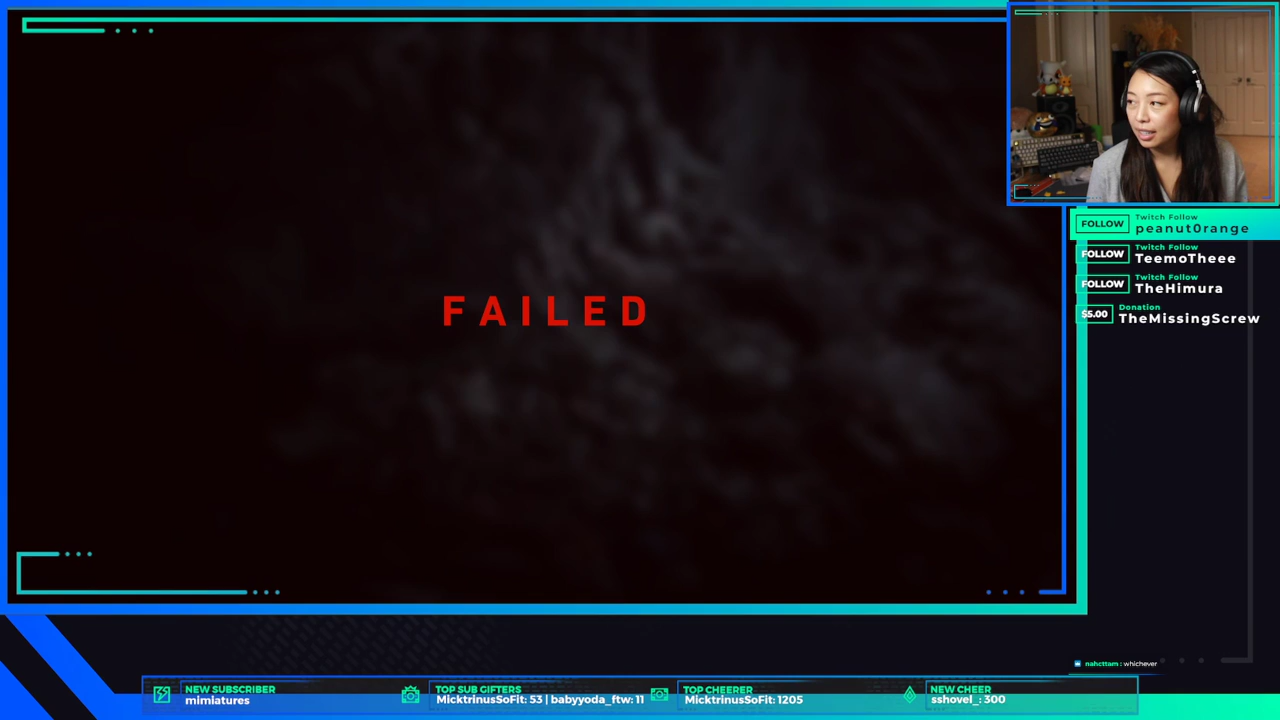 FAILED
FOLLOW
Twitch Follow
peanut0range
FOLLOW
Twitch Follow
TeemoTheee
FOLLOW
Twitch Follow
TheHimura
$5.00
Donation
TheMissingScrew
nahcttam : whichever
NEW SUBSCRIBER
mimiatures
TOP SUB GIFTERS
MicktrinusSoFit: 53 | babyyoda_ftw: 11
TOP CHEERER
MicktrinusSoFit: 1205
NEW CHEER
sshovel_: 300